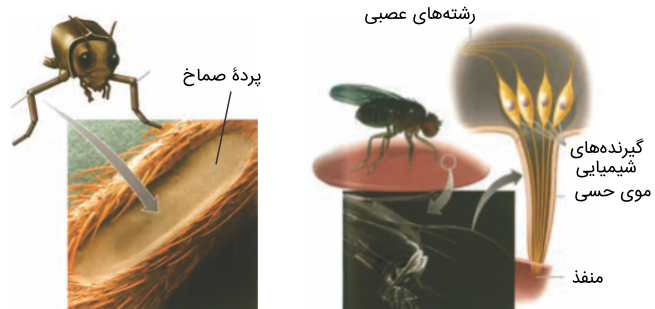 رشته‌های عصبی
پردهٔ صماخ
گیرنده‌های
شیمیایی
موی حسی
منفذ